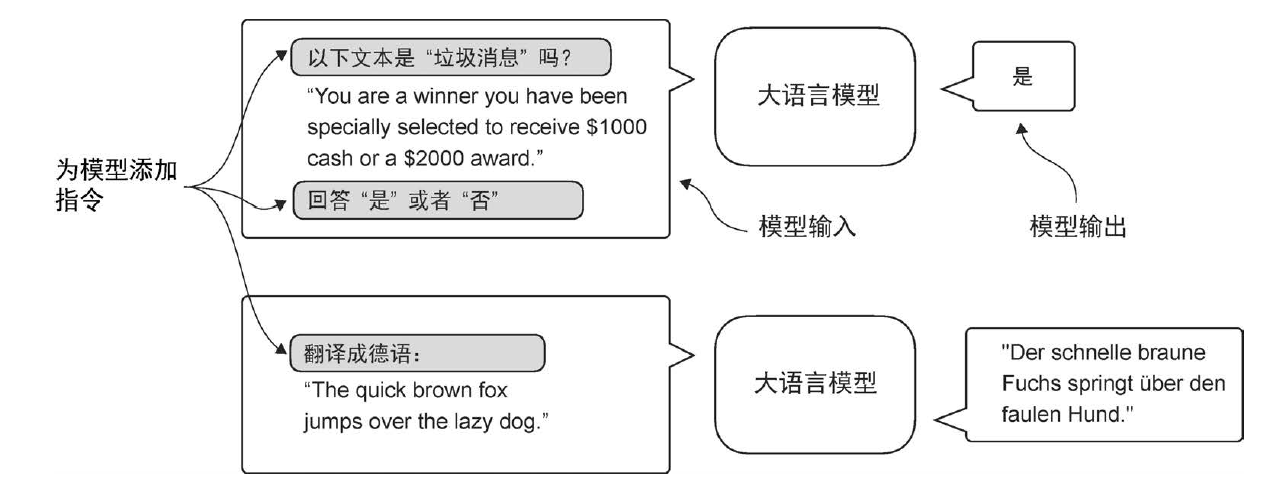 以下文本是“垃圾消息”吗？
“You are a winner you have been
specially selected to receive $1000
cash or a $2000 award.”
回答“是”或者“否”
大语言模型
是
为模型添加
指令
模型输入
模型输出
翻译成德语：
“The quick brown fox
jumps over the lazy dog.”
大语言模型
"Der schnelle braune
Fuchs springt über den
faulen Hund."